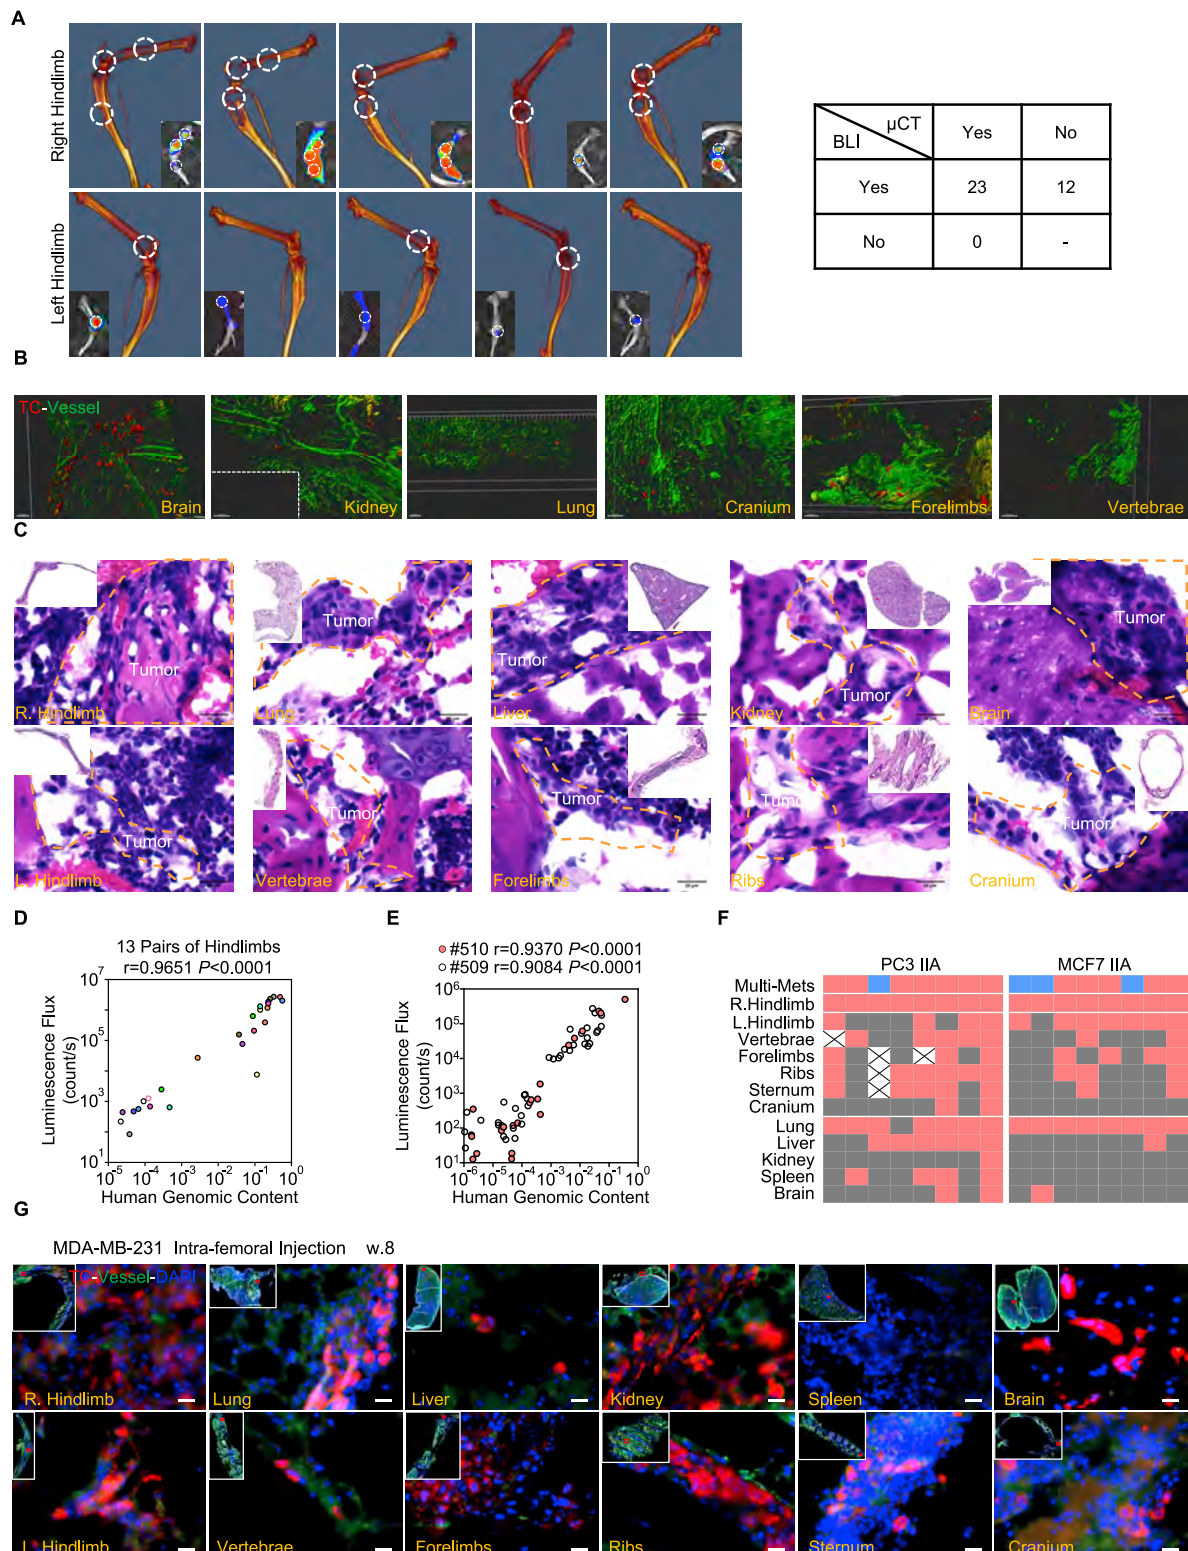 A
Right Hindlimb
Left Hindlimb
µCT
BLI
Yes
No
Yes
23
12
No
0
-
B
TC-Vessel
Brain
Kidney
Lung
Cranium
Forelimbs
Vertebrae
C
Tumor
R. Hindlimb
Tumor
Lung
Tumor
Liver
Tumor
Kidney
Tumor
Brain
Tumor
L. Hindlimb
Tumor
Vertebrae
Tumor
Forelimbs
Tumor
Ribs
Tumor
Cranium
D
13 Pairs of Hindlimbs
r=0.9651 P<0.0001
Luminescence Flux
(count/s)
10^7
10^5
10^3
10^1
10^-5 10^-4 10^-3 10^-2 10^-1 10^0
Human Genomic Content
E
#510 r=0.9370 P<0.0001
#509 r=0.9084 P<0.0001
Luminescence Flux
(count/s)
10^6
10^5
10^4
10^3
10^2
10^1
10^-6 10^-5 10^-4 10^-3 10^-2 10^-1 10^0
Human Genomic Content
F
PC3 IIA
MCF7 IIA
Multi-Mets
R.Hindlimb
L.Hindlimb
Vertebrae
Forelimbs
Ribs
Sternum
Cranium
Lung
Liver
Kidney
Spleen
Brain
G
MDA-MB-231 Intra-femoral Injection w.8
TC-Vessel-DAPI
R. Hindlimb
Lung
Liver
Kidney
Spleen
Brain
L. Hindlimb
Vertebrae
Forelimbs
Ribs
Sternum
Cranium